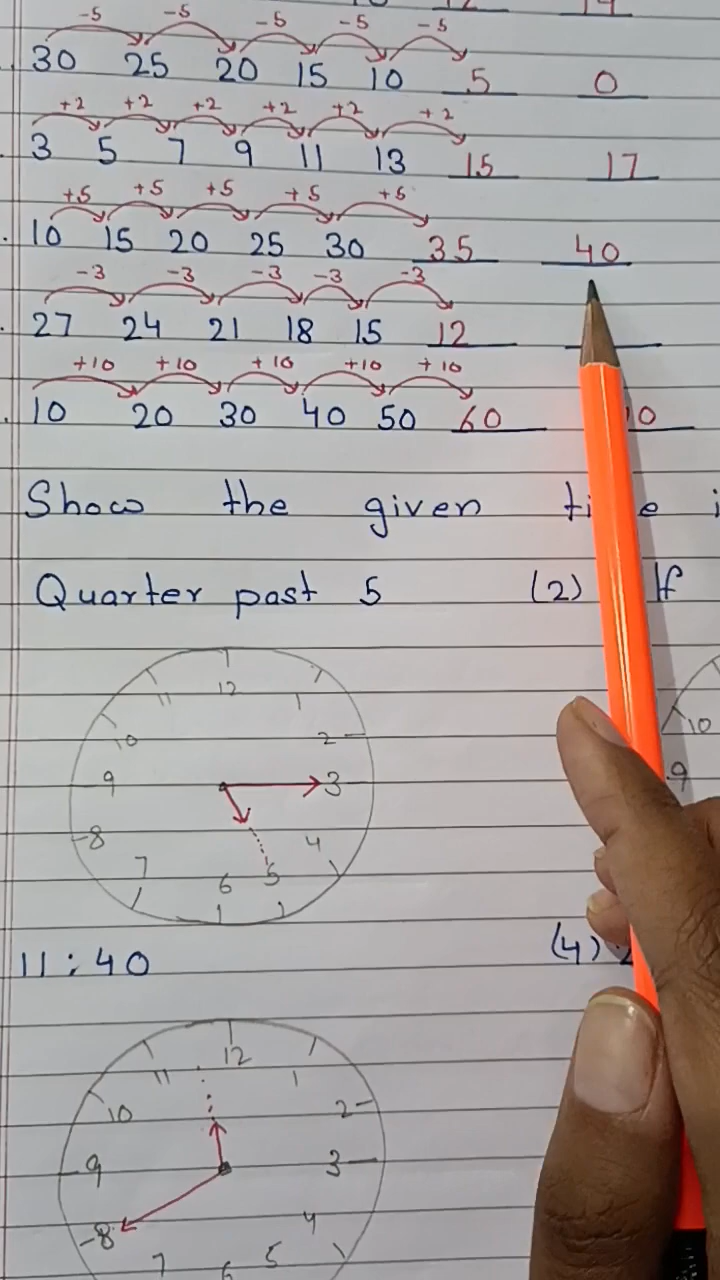 -5 -5 -5 -5 -5
30 25 20 15 10 5 0
+2 +2 +2 +2 +2 +2
3 5 7 9 11 13 15 17
+5 +5 +5 +5 +5
10 15 20 25 30 35 40
-3 -3 -3 -3 -3
27 24 21 18 15 12
+10 +10 +10 +10 +10
10 20 30 40 50 60
Show the given
Quarter past 5 (2)
12
11 1
10 2
9 3
8 4
7 5
6
10
9
11:40 (4)
12
11 1
10 2
9 3
8 4
7 5
6